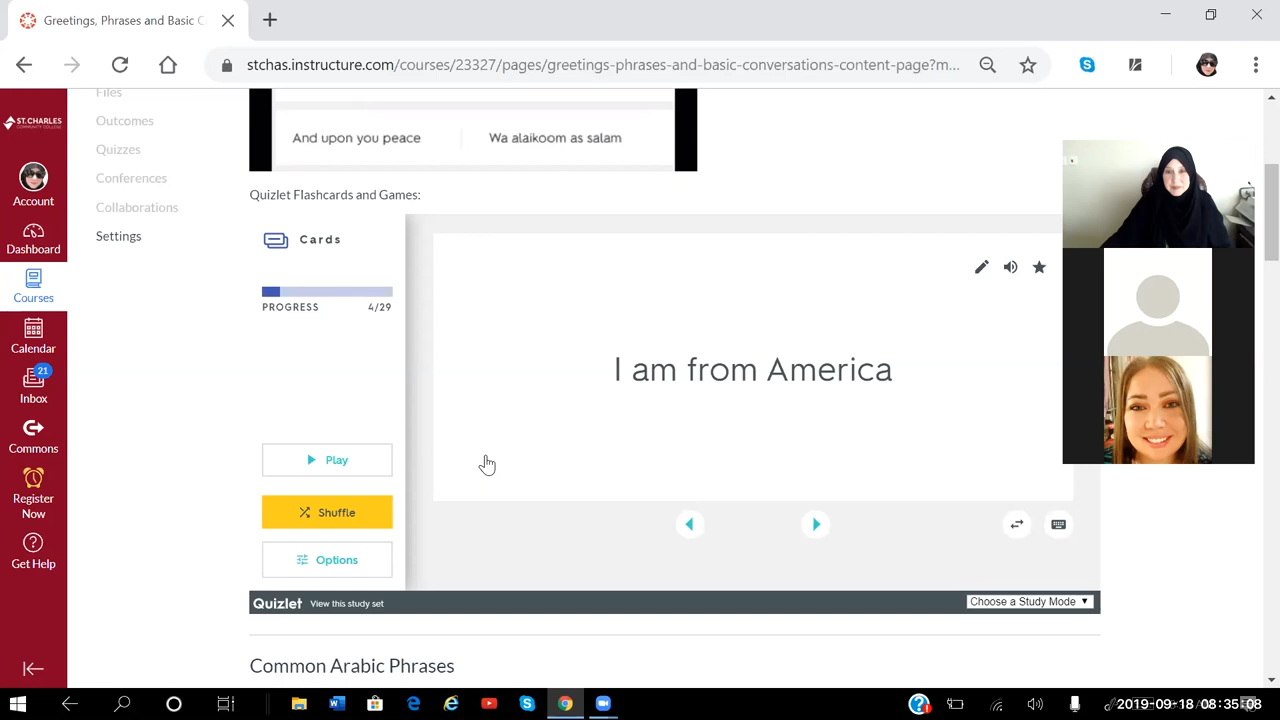 Greetings, Phrases and Basic C
stchas.instructure.com/courses/23327/pages/greetings-phrases-and-basic-conversations-content-page?m...
ST.CHARLES
COMMUNITY COLLEGE
Account
Dashboard
Courses
Calendar
21
Inbox
Commons
Register
Now
Get Help
Files
Outcomes
Quizzes
Conferences
Collaborations
Settings
And upon you peace
Wa alaikoom as salam
Quizlet Flashcards and Games:
Cards
PROGRESS 4/29
I am from America
Play
Shuffle
Options
Quizlet View this study set
Choose a Study Mode
Common Arabic Phrases
2019-09-18 08:35:08